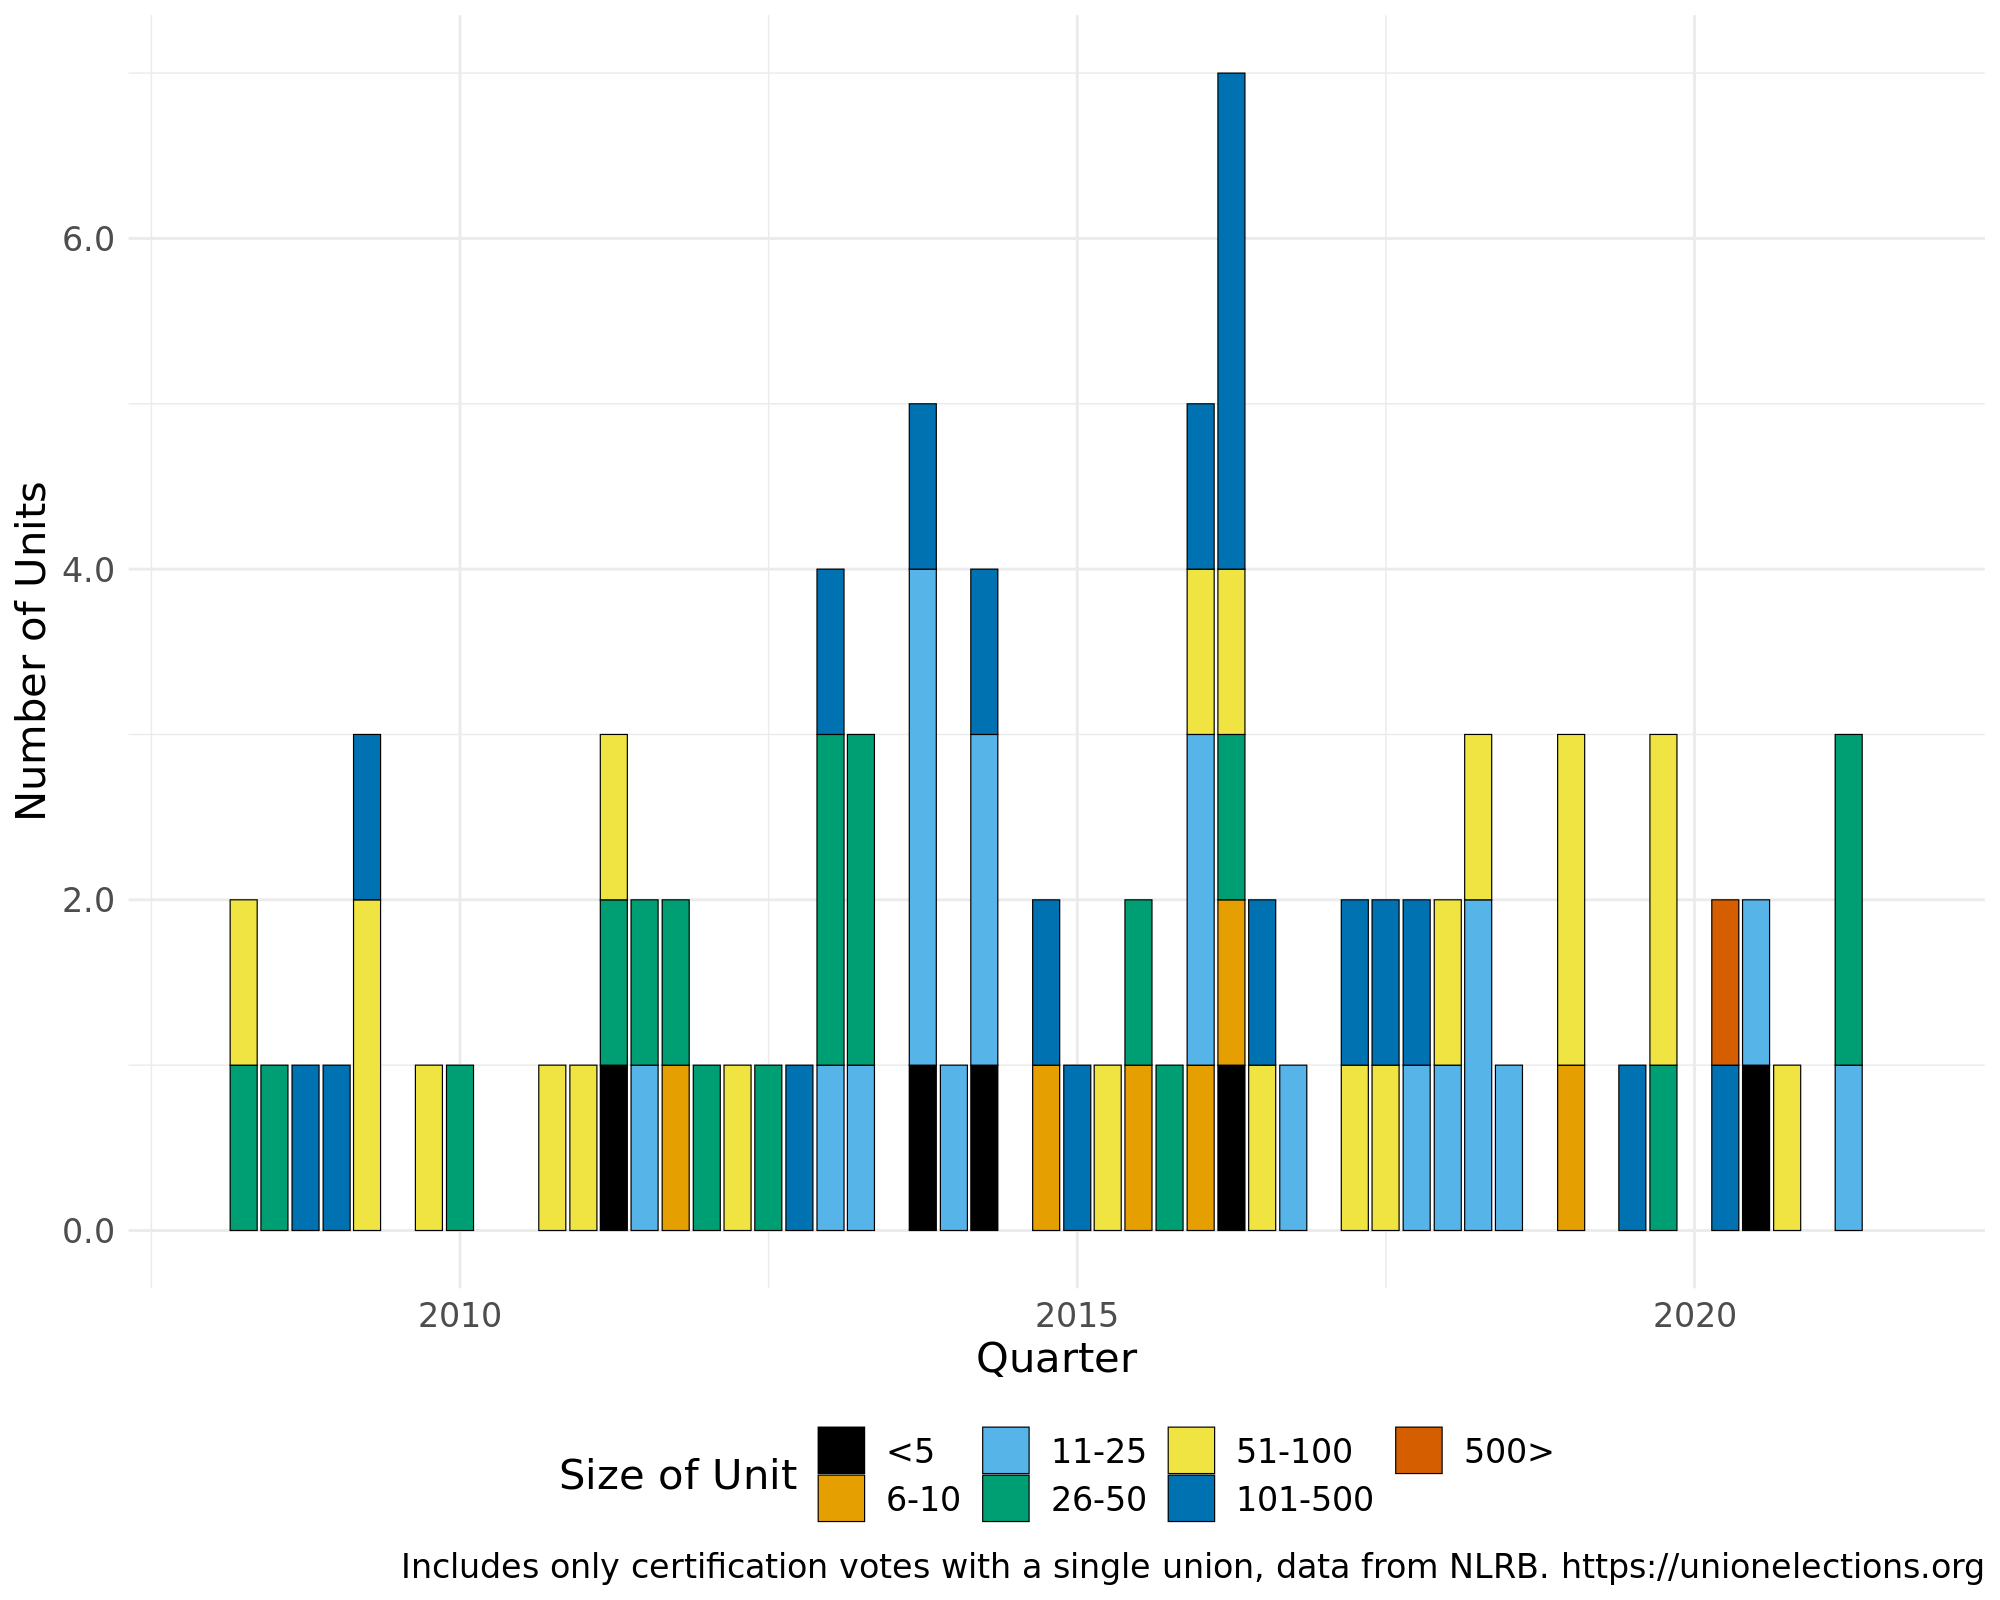 6.0
4.0
2.0
0.0
Number of Units
2010 2015 2020
Quarter
Size of Unit
<5 11-25 51-100 500>
6-10 26-50 101-500
Includes only certification votes with a single union, data from NLRB. https://unionelections.org